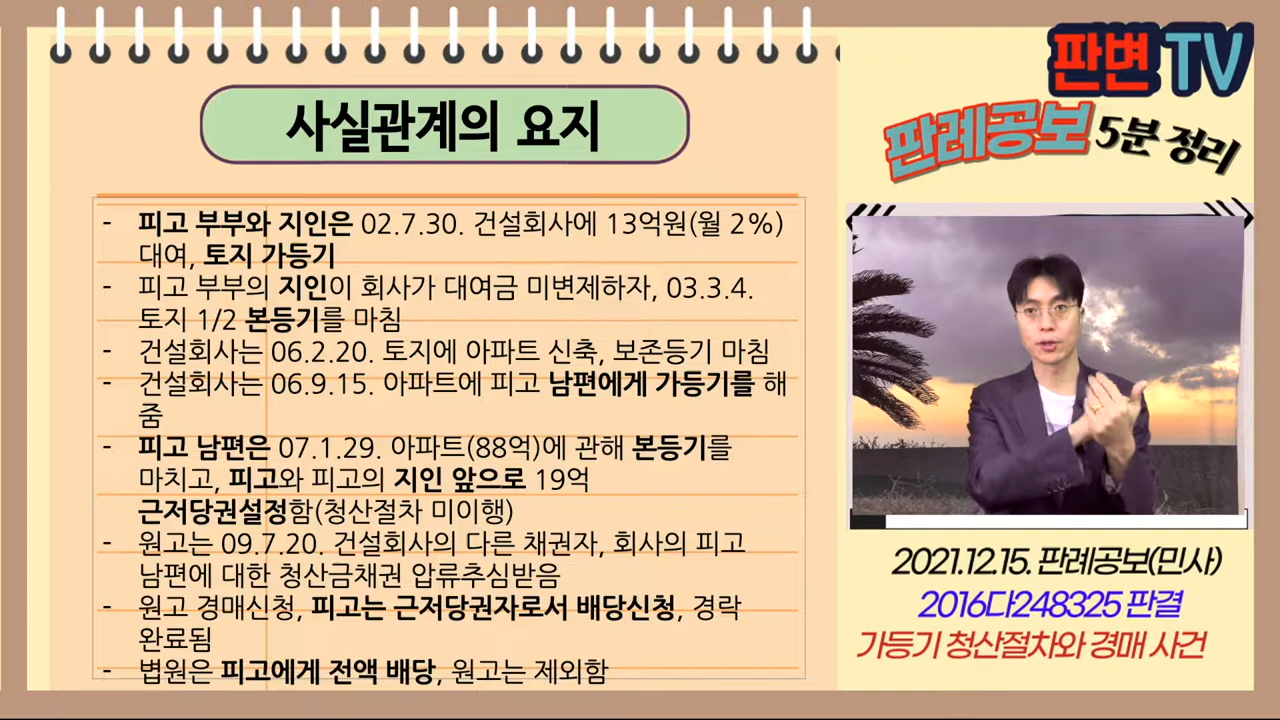 사실관계의 요지
- 피고 부부와 지인은 02.7.30. 건설회사에 13억원(월 2%)
대여, 토지 가등기
- 피고 부부의 지인이 회사가 대여금 미변제하자, 03.3.4.
토지 1/2 본등기를 마침
- 건설회사는 06.2.20. 토지에 아파트 신축, 보존등기 마침
- 건설회사는 06.9.15. 아파트에 피고 남편에게 가등기를 해
줌
- 피고 남편은 07.1.29. 아파트(88억)에 관해 본등기를
마치고, 피고와 피고의 지인 앞으로 19억
근저당권설정함(청산절차 미이행)
- 원고는 09.7.20. 건설회사의 다른 채권자, 회사의 피고
남편에 대한 청산금채권 압류추심받음
- 원고 경매신청, 피고는 근저당권자로서 배당신청, 경락
완료됨
- 볍원은 피고에게 전액 배당, 원고는 제외함
판변 TV
판례공보 5분 정리
2021.12.15. 판례공보(민사)
2016다248325 판결
가등기 청산절차와 경매 사건